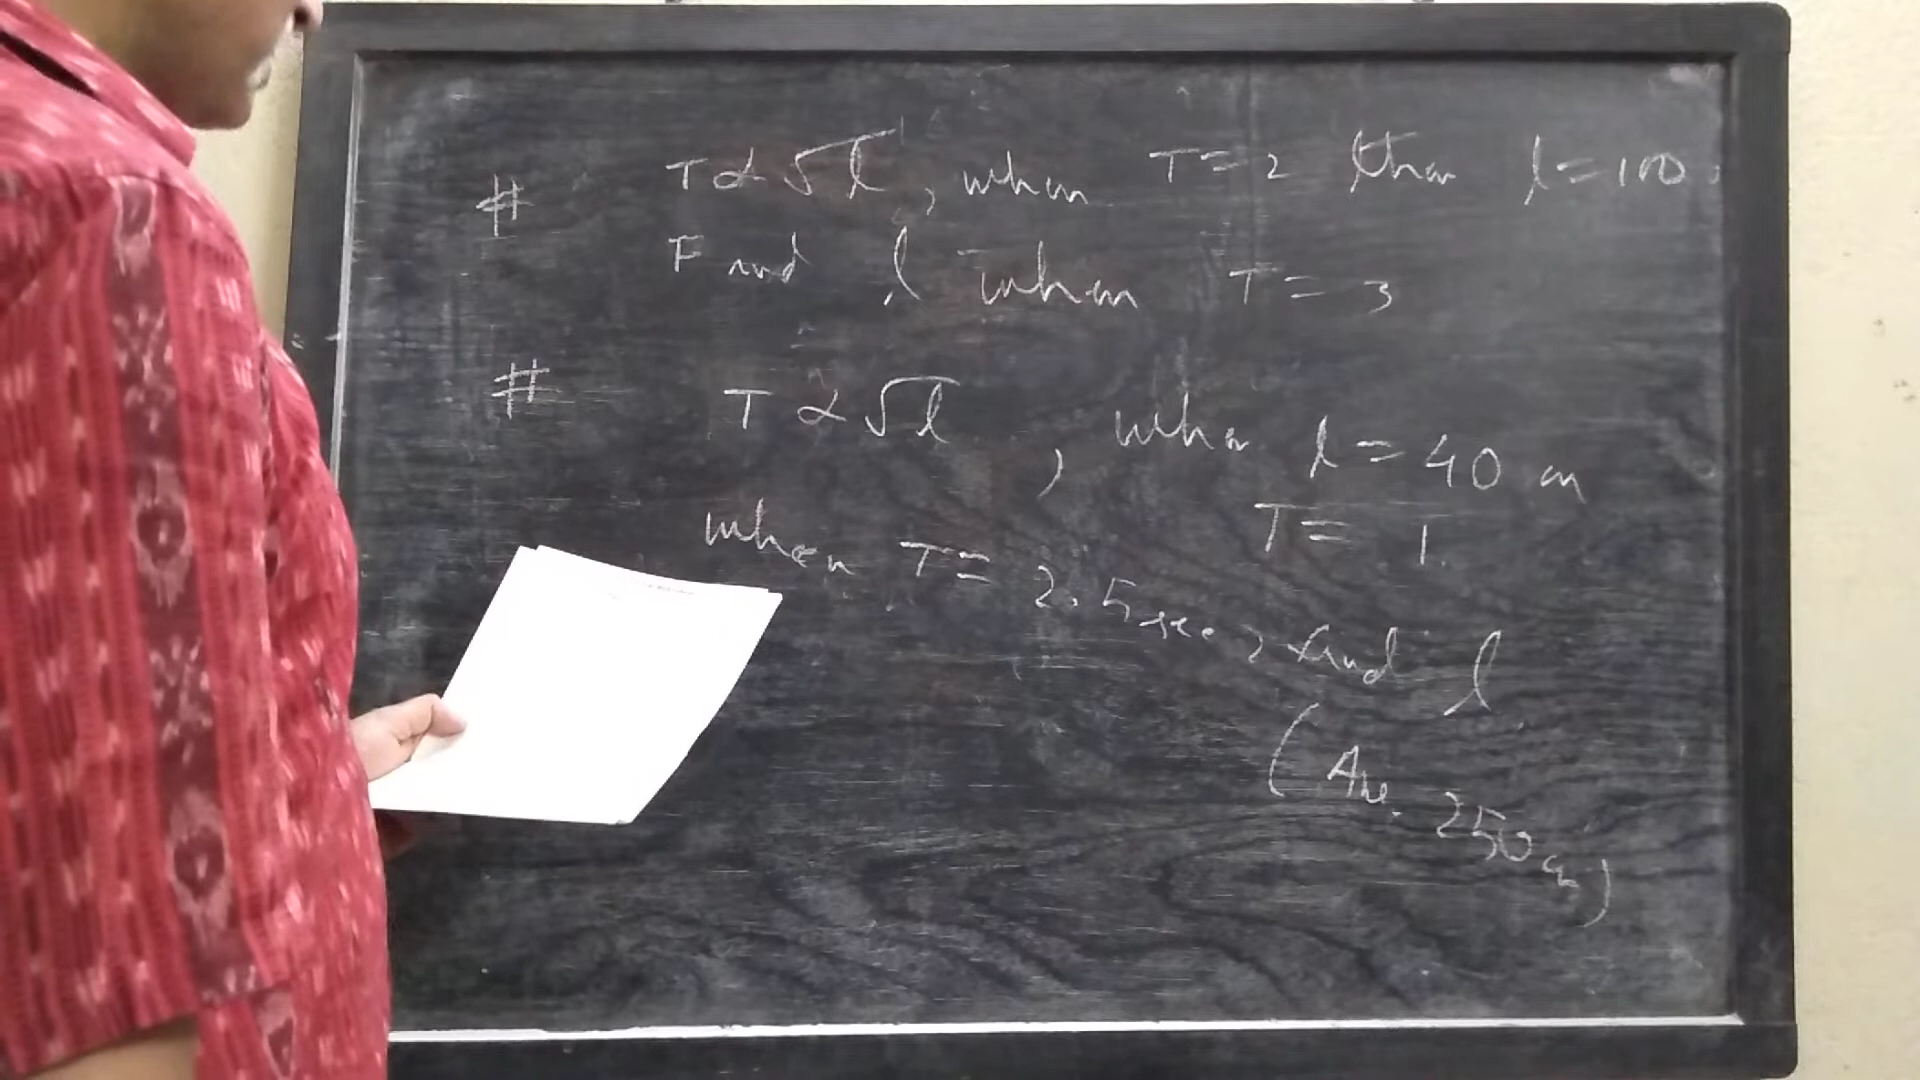 # T ∝ √l, when T=2 then l=100.
Find l when T=3
# T ∝ √l, when l=40 cm
T=1.
when T=2.5 sec, find l
(Ans. 250 cm)